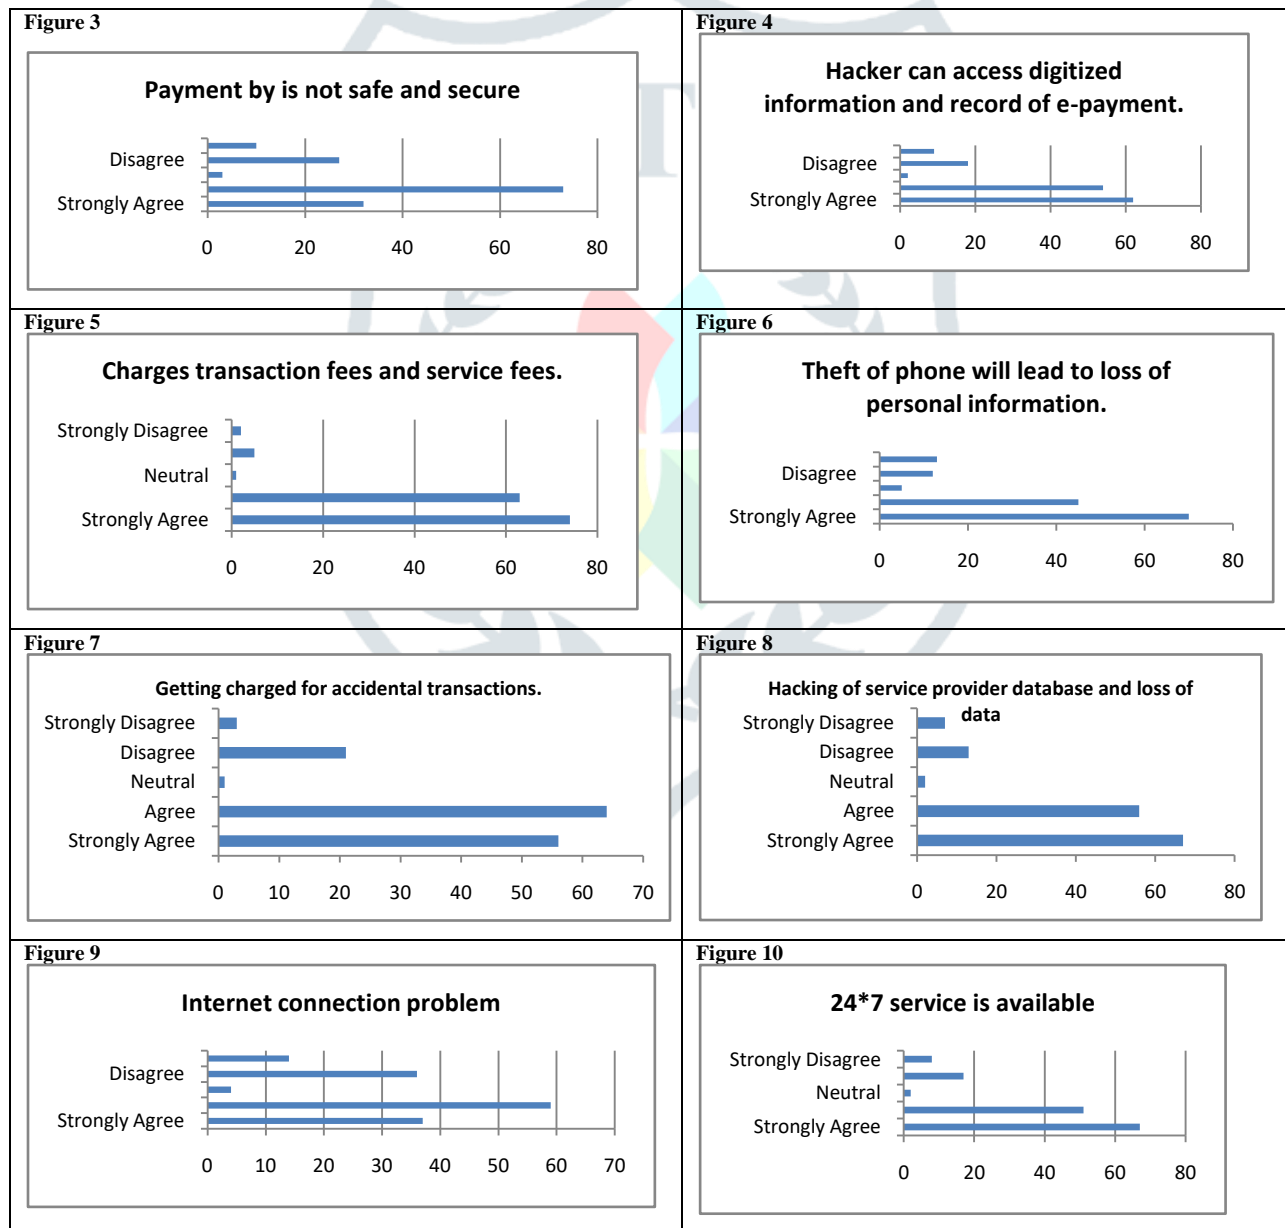 Figure 3
Payment by is not safe and secure
Disagree
Strongly Agree
0 20 40 60 80
Figure 4
Hacker can access digitized
information and record of e-payment.
Disagree
Strongly Agree
0 20 40 60 80
Figure 5
Charges transaction fees and service fees.
Strongly Disagree
Neutral
Strongly Agree
0 20 40 60 80
Figure 6
Theft of phone will lead to loss of
personal information.
Disagree
Strongly Agree
0 20 40 60 80
Figure 7
Getting charged for accidental transactions.
Strongly Disagree
Disagree
Neutral
Agree
Strongly Agree
0 10 20 30 40 50 60 70
Figure 8
Hacking of service provider database and loss of
data
Strongly Disagree
Disagree
Neutral
Agree
Strongly Agree
0 20 40 60 80
Figure 9
Internet connection problem
Disagree
Strongly Agree
0 10 20 30 40 50 60 70
Figure 10
24*7 service is available
Strongly Disagree
Neutral
Strongly Agree
0 20 40 60 80